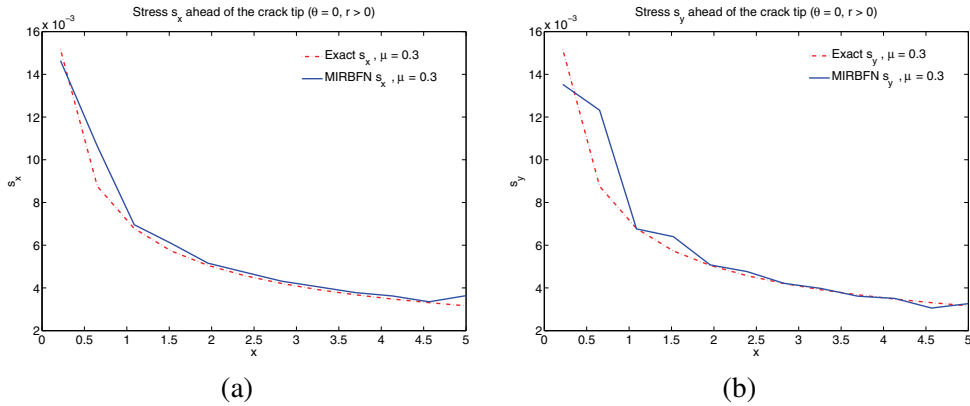 Stress s_x ahead of the crack tip (θ = 0, r > 0)
x 10⁻³
16
14
12
10
8
6
4
2
s_x
0 0.5 1 1.5 2 2.5 3 3.5 4 4.5 5
x
Exact s_x , μ = 0.3
MIRBFN s_x , μ = 0.3
(a)
Stress s_y ahead of the crack tip (θ = 0, r > 0)
x 10⁻³
16
14
12
10
8
6
4
2
s_y
0 0.5 1 1.5 2 2.5 3 3.5 4 4.5 5
x
Exact s_y , μ = 0.3
MIRBFN s_y , μ = 0.3
(b)